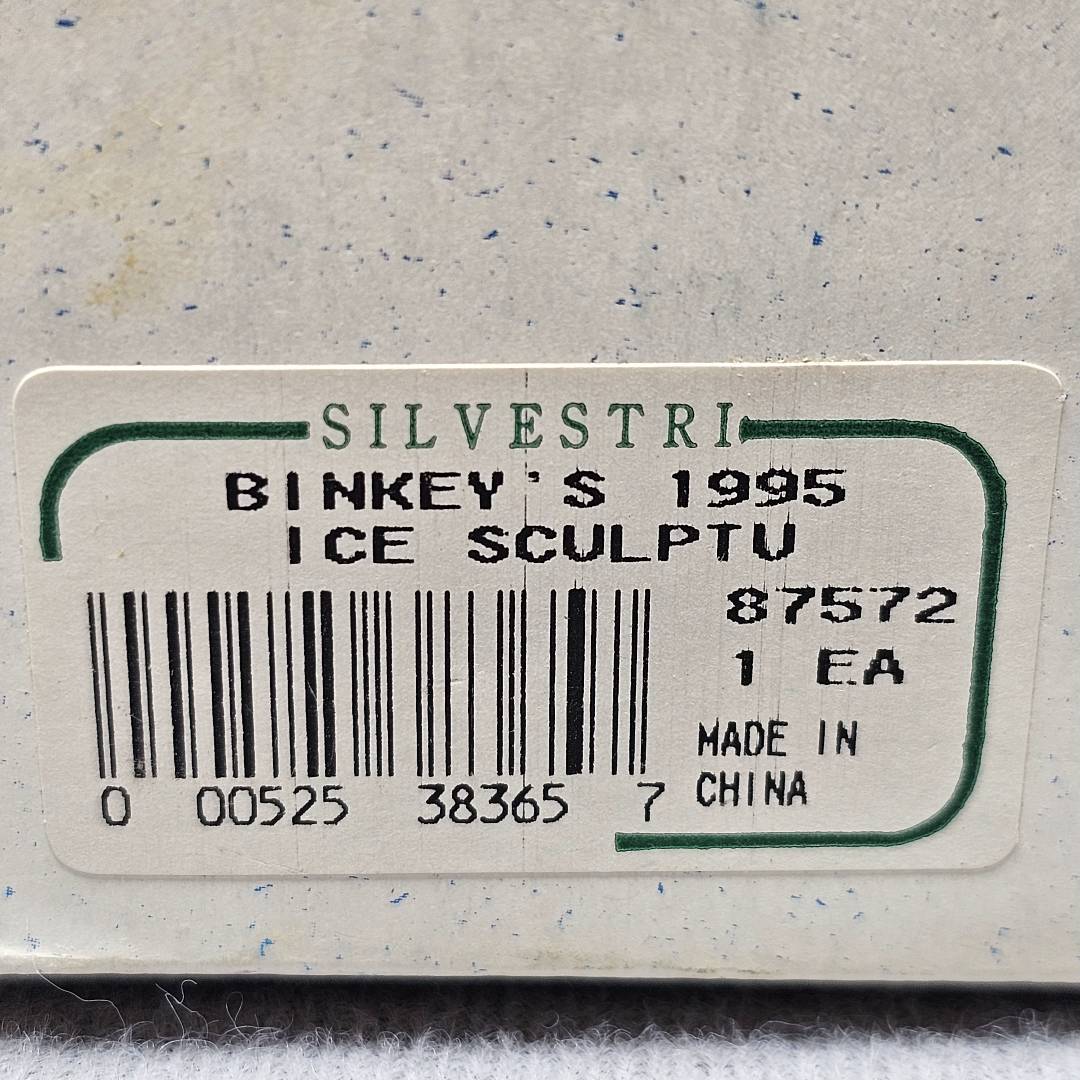 SILVESTRI
BINKEY'S 1995
ICE SCULPTU
87572
1 EA
MADE IN
CHINA
0 00525 38365 7